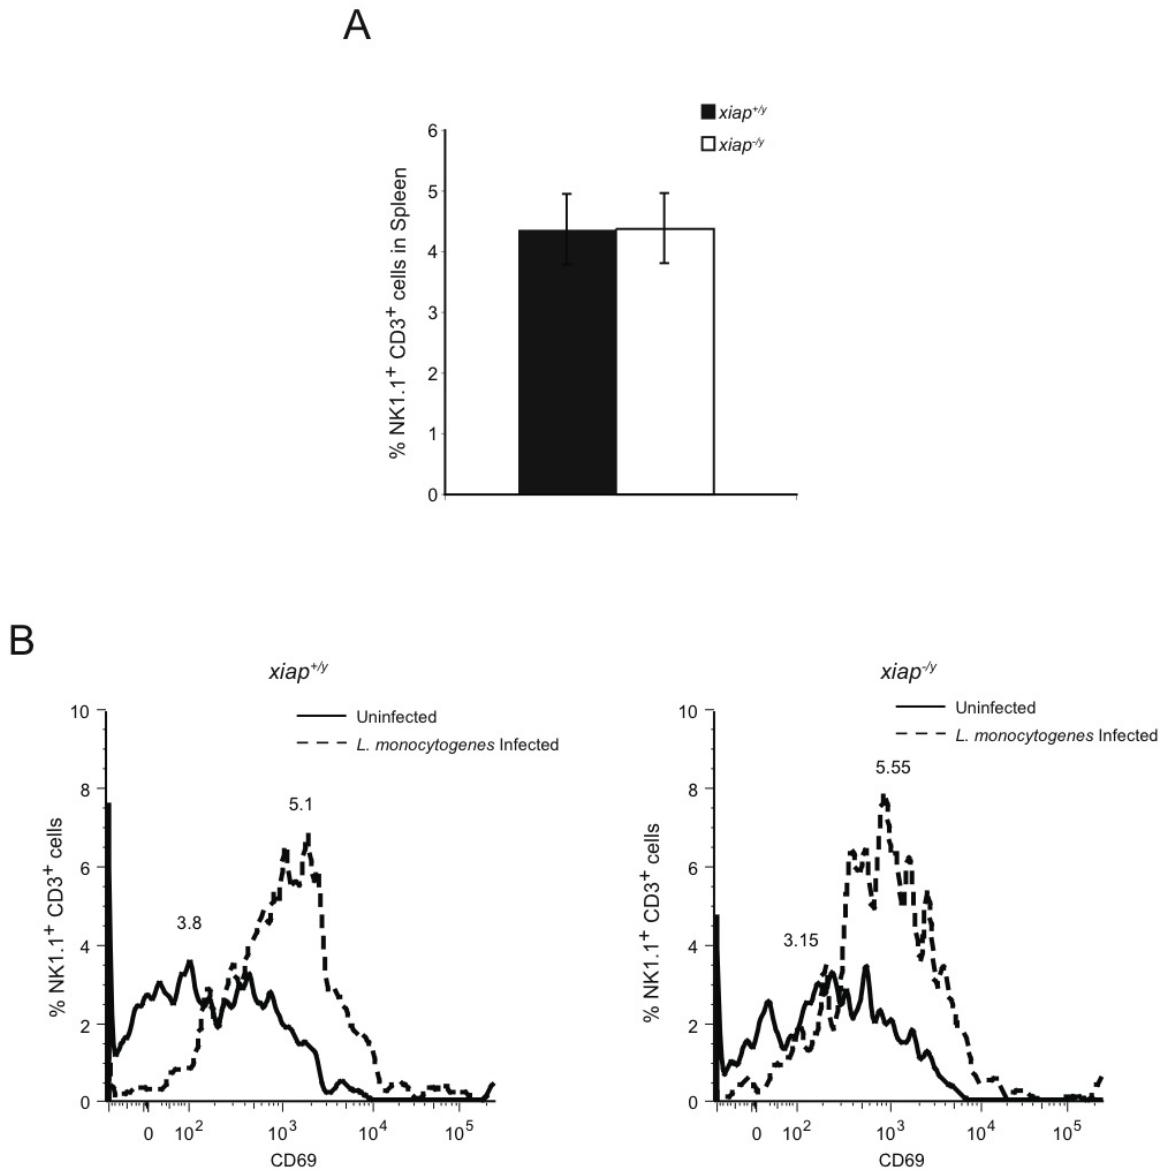 A
xiap+/y
xiap-/y
% NK1.1+ CD3+ cells in Spleen
6
5
4
3
2
1
0
B
xiap+/y
Uninfected
L. monocytogenes Infected
% NK1.1+ CD3+ cells
10
8
6
4
2
0
5.1
3.8
0 10² 10³ 10⁴ 10⁵
CD69
xiap-/y
Uninfected
L. monocytogenes Infected
% NK1.1+ CD3+ cells
10
8
6
4
2
0
5.55
3.15
0 10² 10³ 10⁴ 10⁵
CD69